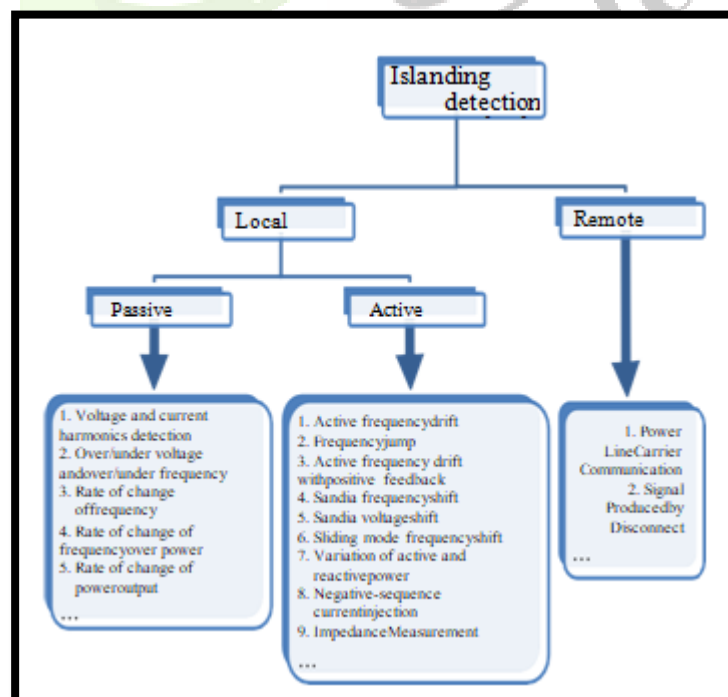 Islanding
detection
Local
Remote
Passive
Active
1. Voltage and current
harmonics detection
2. Over/under voltage
andover/under frequency
3. Rate of change
offrequency
4. Rate of change of
frequencyover power
5. Rate of change of
poweroutput
...
1. Active frequencydrift
2. Frequencyjump
3. Active frequency drift
withpositive feedback
4. Sandia frequencyshift
5. Sandia voltageshift
6. Sliding mode frequencyshift
7. Variation of active and
reactivepower
8. Negative-sequence
currentinjection
9. ImpedanceMeasurement
...
1. Power
LineCarrier
Communication
2. Signal
Producedby
Disconnect
...